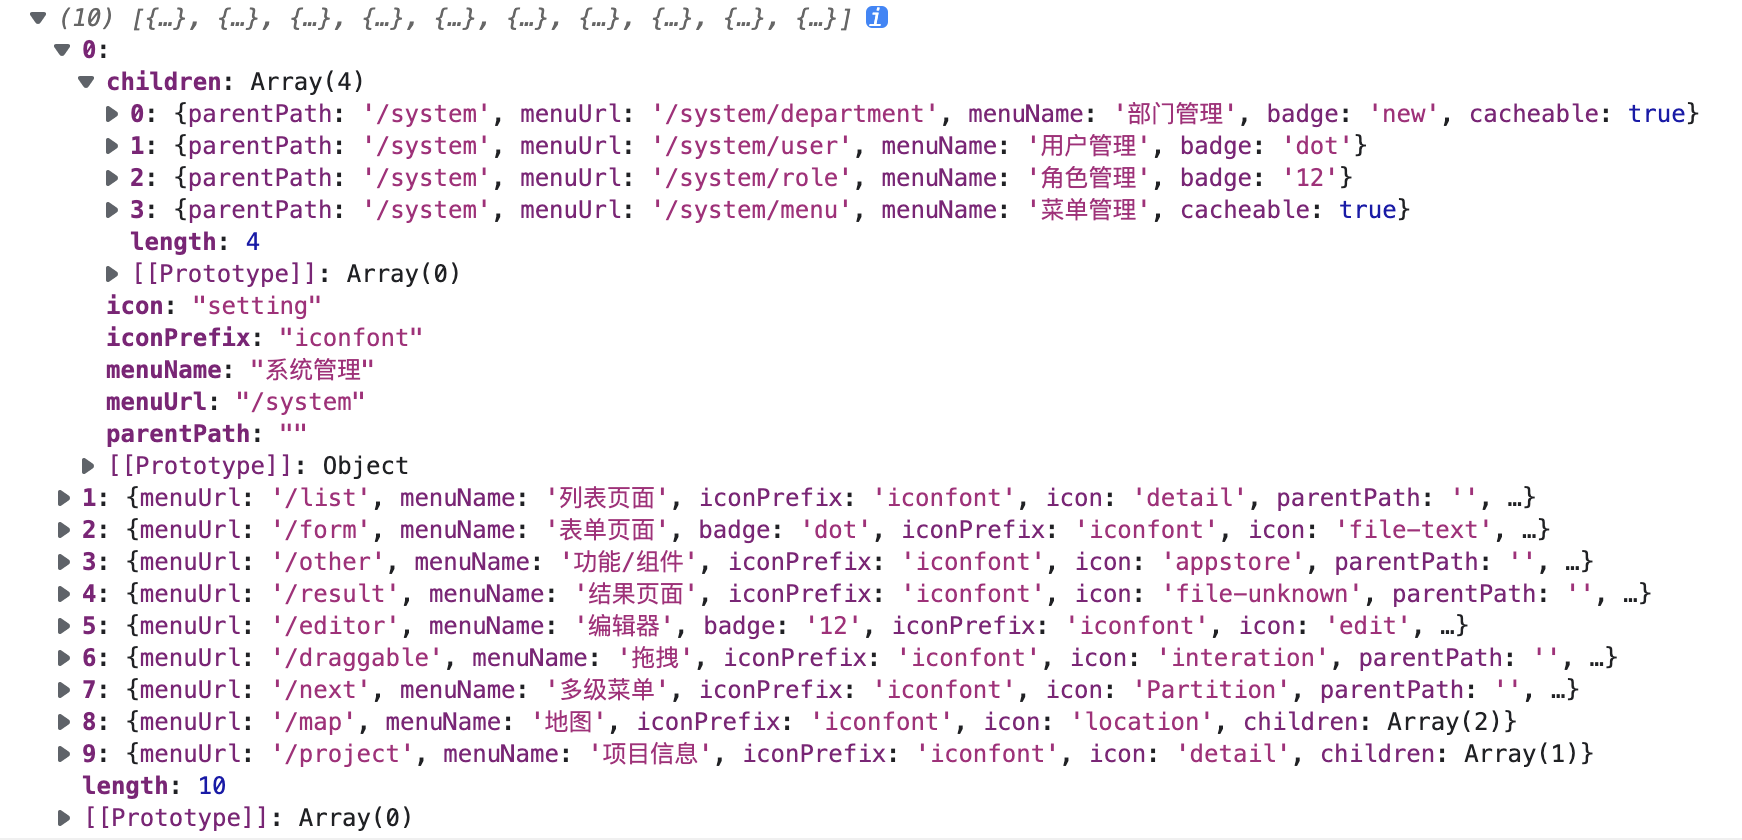 (10) [{…}, {…}, {…}, {…}, {…}, {…}, {…}, {…}, {…}, {…}] i
0:
children: Array(4)
0: {parentPath: '/system', menuUrl: '/system/department', menuName: '部门管理', badge: 'new', cacheable: true}
1: {parentPath: '/system', menuUrl: '/system/user', menuName: '用户管理', badge: 'dot'}
2: {parentPath: '/system', menuUrl: '/system/role', menuName: '角色管理', badge: '12'}
3: {parentPath: '/system', menuUrl: '/system/menu', menuName: '菜单管理', cacheable: true}
length: 4
[[Prototype]]: Array(0)
icon: "setting"
iconPrefix: "iconfont"
menuName: "系统管理"
menuUrl: "/system"
parentPath: ""
[[Prototype]]: Object
1: {menuUrl: '/list', menuName: '列表页面', iconPrefix: 'iconfont', icon: 'detail', parentPath: '', …}
2: {menuUrl: '/form', menuName: '表单页面', badge: 'dot', iconPrefix: 'iconfont', icon: 'file-text', …}
3: {menuUrl: '/other', menuName: '功能/组件', iconPrefix: 'iconfont', icon: 'appstore', parentPath: '', …}
4: {menuUrl: '/result', menuName: '结果页面', iconPrefix: 'iconfont', icon: 'file-unknown', parentPath: '', …}
5: {menuUrl: '/editor', menuName: '编辑器', badge: '12', iconPrefix: 'iconfont', icon: 'edit', …}
6: {menuUrl: '/draggable', menuName: '拖拽', iconPrefix: 'iconfont', icon: 'interation', parentPath: '', …}
7: {menuUrl: '/next', menuName: '多级菜单', iconPrefix: 'iconfont', icon: 'Partition', parentPath: '', …}
8: {menuUrl: '/map', menuName: '地图', iconPrefix: 'iconfont', icon: 'location', children: Array(2)}
9: {menuUrl: '/project', menuName: '项目信息', iconPrefix: 'iconfont', icon: 'detail', children: Array(1)}
length: 10
[[Prototype]]: Array(0)